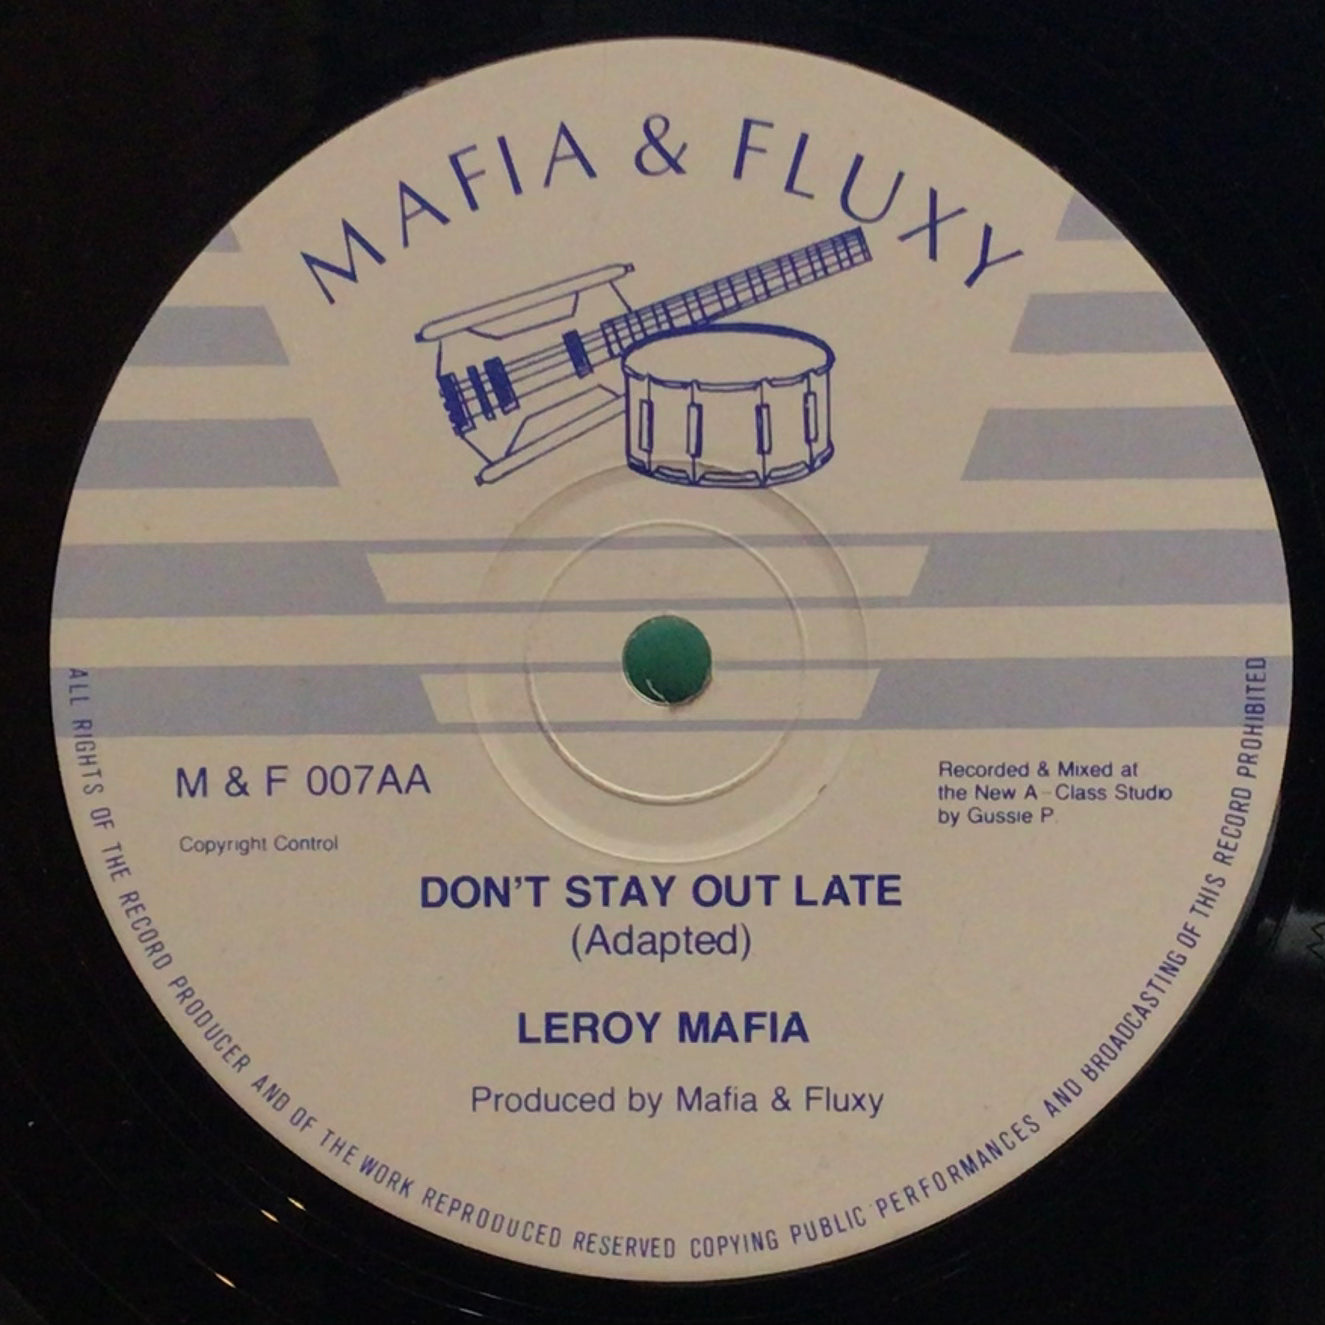 MAFIA & FLUXY
M & F 007AA
Copyright Control
Recorded & Mixed at
the New A-Class Studio
by Gussie P.
DON'T STAY OUT LATE
(Adapted)
LEROY MAFIA
Produced by Mafia & Fluxy
ALL RIGHTS OF THE RECORD PRODUCER AND OF THE WORK REPRODUCED RESERVED COPYING PUBLIC PERFORMANCES AND BROADCASTING OF THIS RECORD PROHIBITED